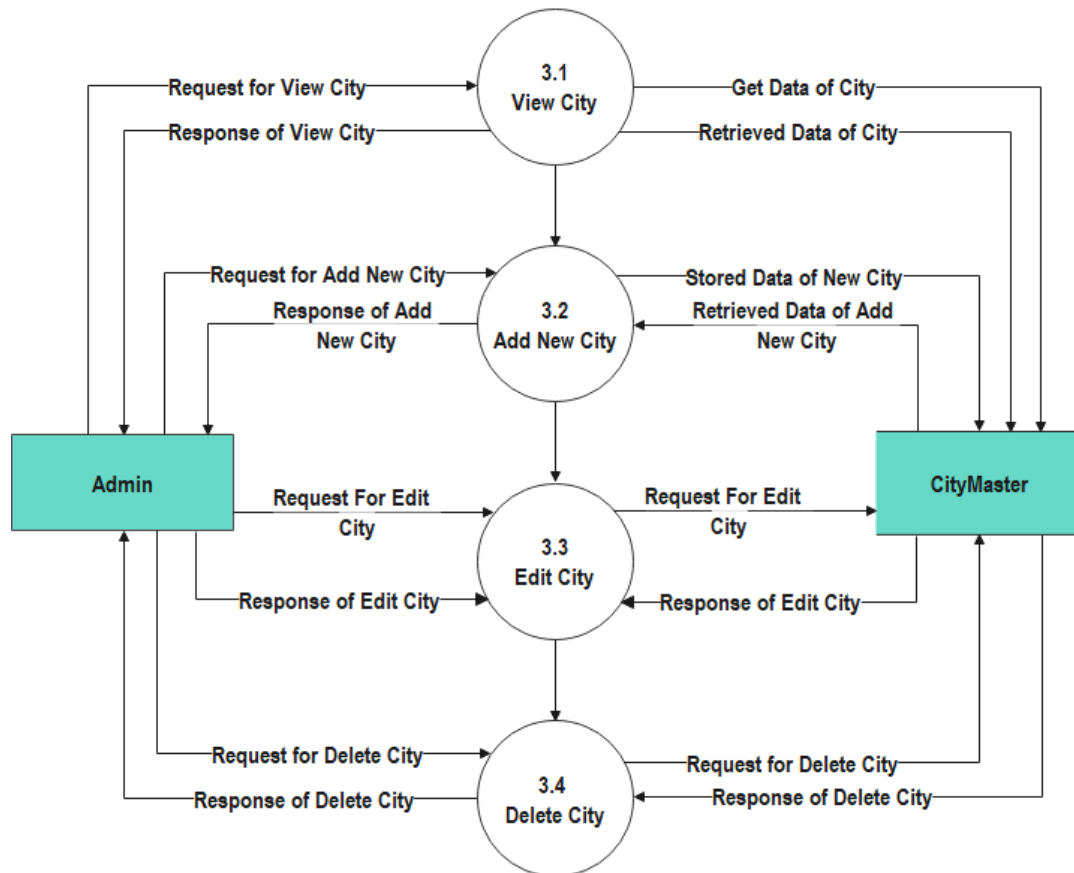 3.1
View City
Request for View City
Get Data of City
Response of View City
Retrieved Data of City
Request for Add New City
Stored Data of New City
3.2
Add New City
Response of Add
New City
Retrieved Data of Add
New City
Admin
CityMaster
Request For Edit
City
Request For Edit
City
3.3
Edit City
Response of Edit City
Response of Edit City
Request for Delete City
Request for Delete City
3.4
Delete City
Response of Delete City
Response of Delete City